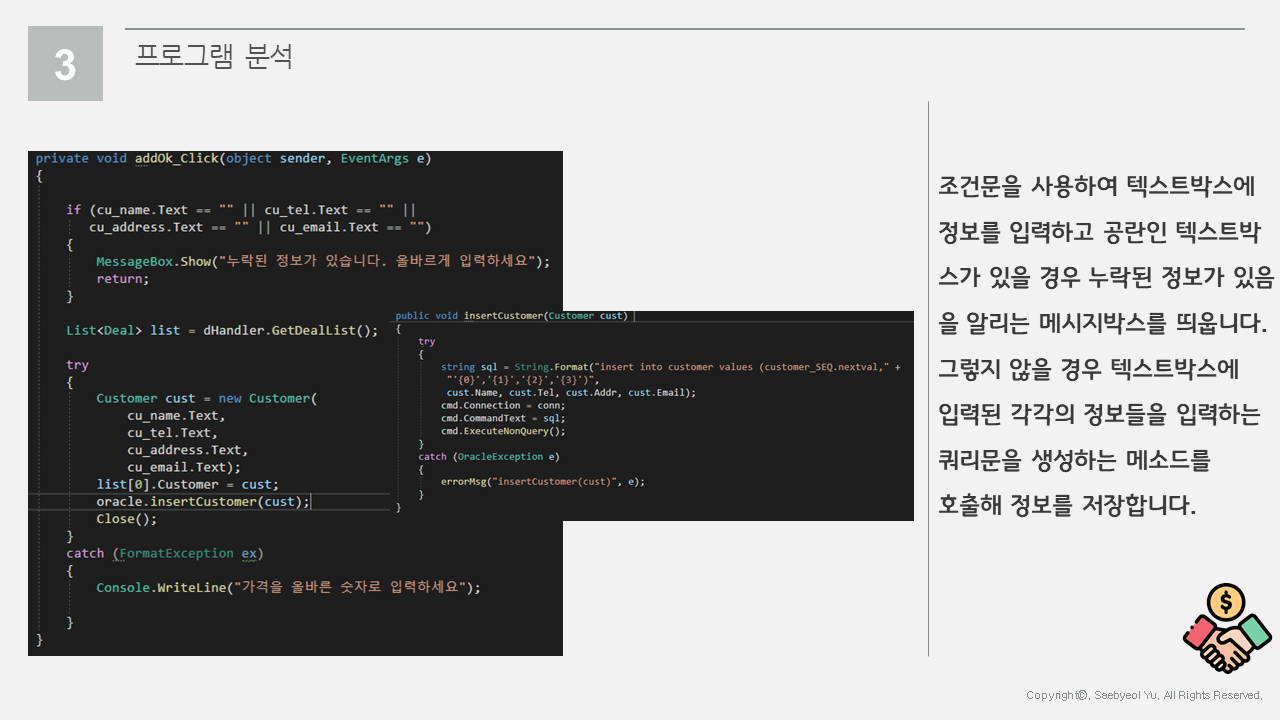 3
프로그램 분석
private void addOk_Click(object sender, EventArgs e)
{
if (cu_name.Text == "" || cu_tel.Text == "" ||
cu_address.Text == "" || cu_email.Text == "")
{
MessageBox.Show("누락된 정보가 있습니다. 올바르게 입력하세요");
return;
}
List<Deal> list = dHandler.GetDealList();
try
{
Customer cust = new Customer(
cu_name.Text,
cu_tel.Text,
cu_address.Text,
cu_email.Text);
list[0].Customer = cust;
oracle.insertCustomer(cust);
Close();
}
catch (FormatException ex)
{
Console.WriteLine("가격을 올바른 숫자로 입력하세요");
}
}
public void insertCustomer(Customer cust)
{
try
{
string sql = String.Format("insert into customer values (customer_SEQ.nextval," +
"'{0}','{1}','{2}','{3}')",
cust.Name, cust.Tel, cust.Addr, cust.Email);
cmd.Connection = conn;
cmd.CommandText = sql;
cmd.ExecuteNonQuery();
}
catch (OracleException e)
{
errorMsg("insertCustomer(cust)", e);
}
}
조건문을 사용하여 텍스트박스에
정보를 입력하고 공란인 텍스트박
스가 있을 경우 누락된 정보가 있음
을 알리는 메시지박스를 띄웁니다.
그렇지 않을 경우 텍스트박스에
입력된 각각의 정보들을 입력하는
쿼리문을 생성하는 메소드를
호출해 정보를 저장합니다.
$
Copyright©. Saebyeol Yu. All Rights Reserved.